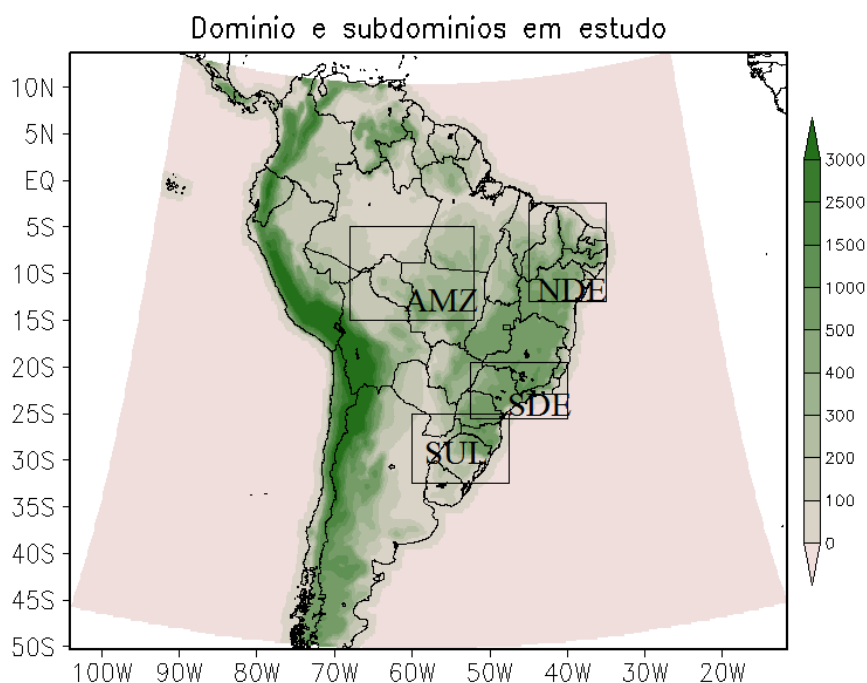 Dominio e subdominios em estudo
10N
5N
EQ
5S
10S
15S
20S
25S
30S
35S
40S
45S
50S
100W 90W 80W 70W 60W 50W 40W 30W 20W
AMZ
NDE
SDE
SUL
3000
2500
1500
1000
500
400
300
200
100
0